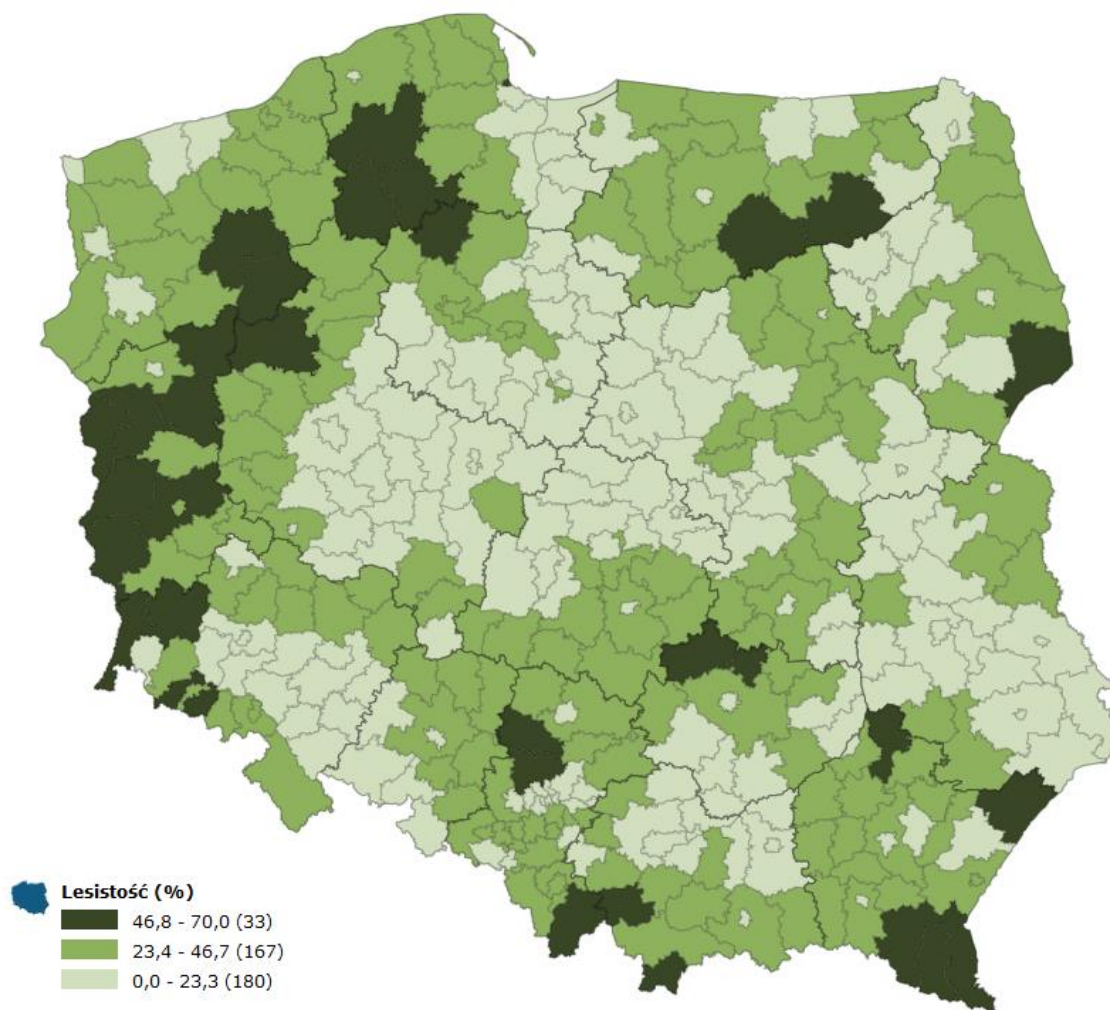 Lesistość (%)
46,8 - 70,0 (33)
23,4 - 46,7 (167)
0,0 - 23,3 (180)